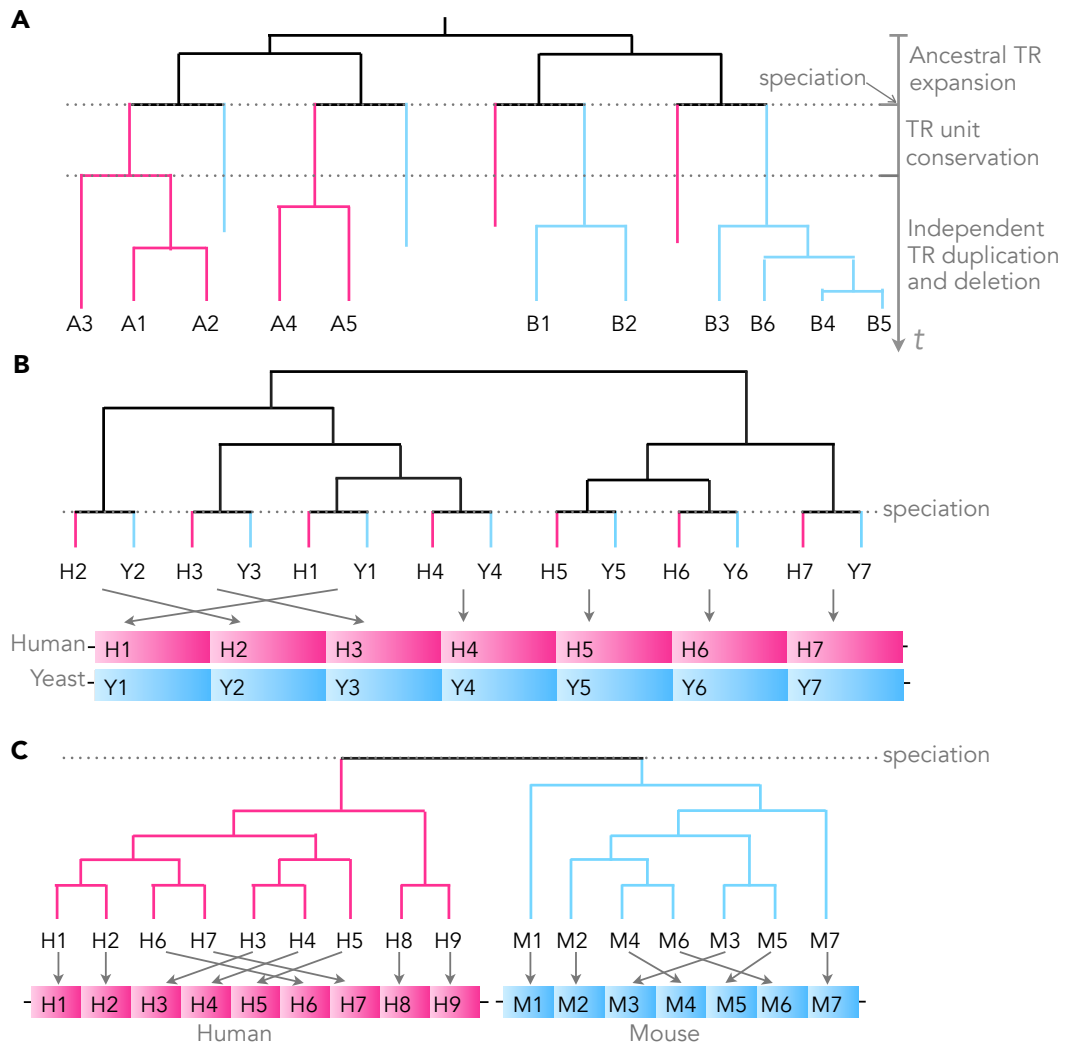 A
Ancestral TR
expansion
speciation
TR unit
conservation
Independent
TR duplication
and deletion
A3 A1 A2 A4 A5 B1 B2 B3 B6 B4 B5
t
B
speciation
H2 Y2 H3 Y3 H1 Y1 H4 Y4 H5 Y5 H6 Y6 H7 Y7
Human H1 H2 H3 H4 H5 H6 H7
Yeast Y1 Y2 Y3 Y4 Y5 Y6 Y7
C
speciation
H1 H2 H6 H7 H3 H4 H5 H8 H9 M1 M2 M4 M6 M3 M5 M7
H1 H2 H3 H4 H5 H6 H7 H8 H9 M1 M2 M3 M4 M5 M6 M7
Human Mouse